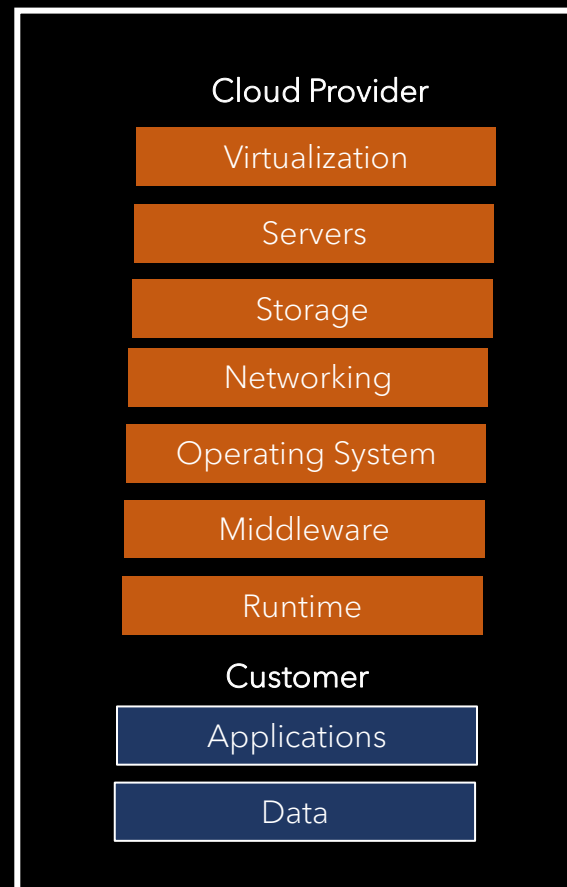 Cloud Provider
Virtualization
Servers
Storage
Networking
Operating System
Middleware
Runtime
Customer
Applications
Data